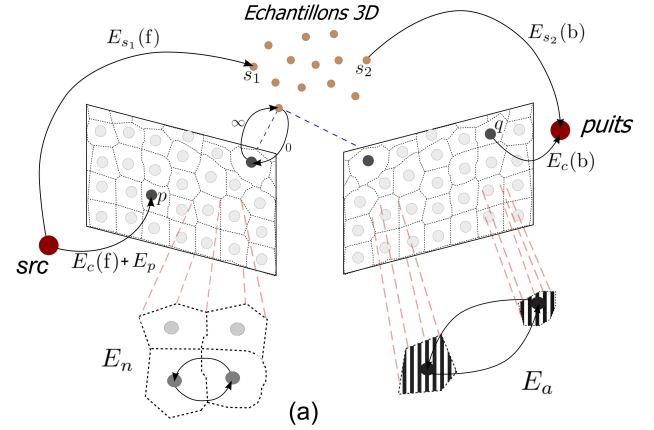 Echantillons 3D
E_{s_1}(f)
E_{s_2}(b)
s_1
s_2
∞
0
q
puits
E_c(b)
p
src
E_c(f)+E_p
E_n
E_a
(a)